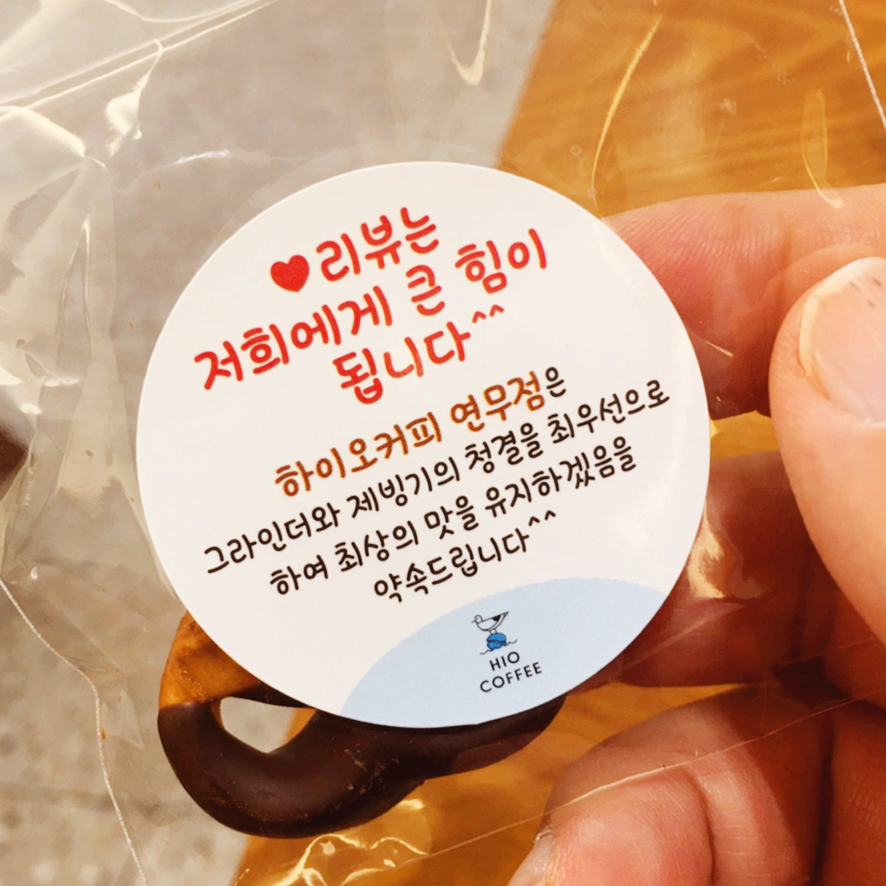 ♥리뷰는
저희에게 큰 힘이
됩니다^^
하이오커피 연무점은
그라인더와 제빙기의 청결을 최우선으로
하여 최상의 맛을 유지하겠음을
약속드립니다^^
HIO
COFFEE